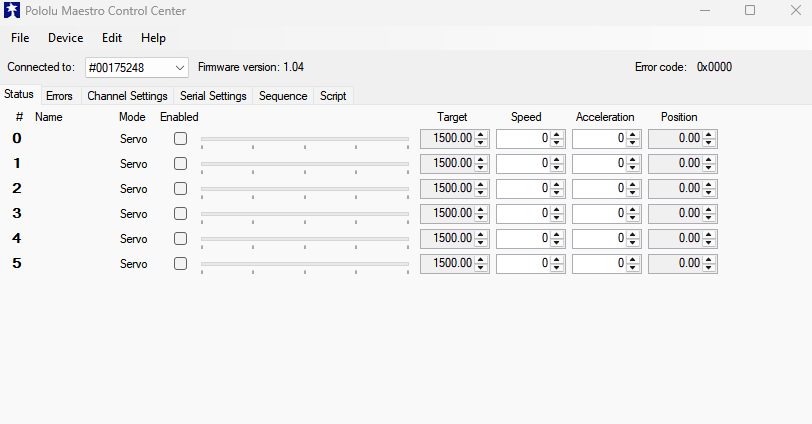 Pololu Maestro Control Center
File Device Edit Help
Connected to: #00175248 Firmware version: 1.04 Error code: 0x0000
Status Errors Channel Settings Serial Settings Sequence Script
# Name Mode Enabled Target Speed Acceleration Position
0 Servo 1500.00 0 0 0.00
1 Servo 1500.00 0 0 0.00
2 Servo 1500.00 0 0 0.00
3 Servo 1500.00 0 0 0.00
4 Servo 1500.00 0 0 0.00
5 Servo 1500.00 0 0 0.00